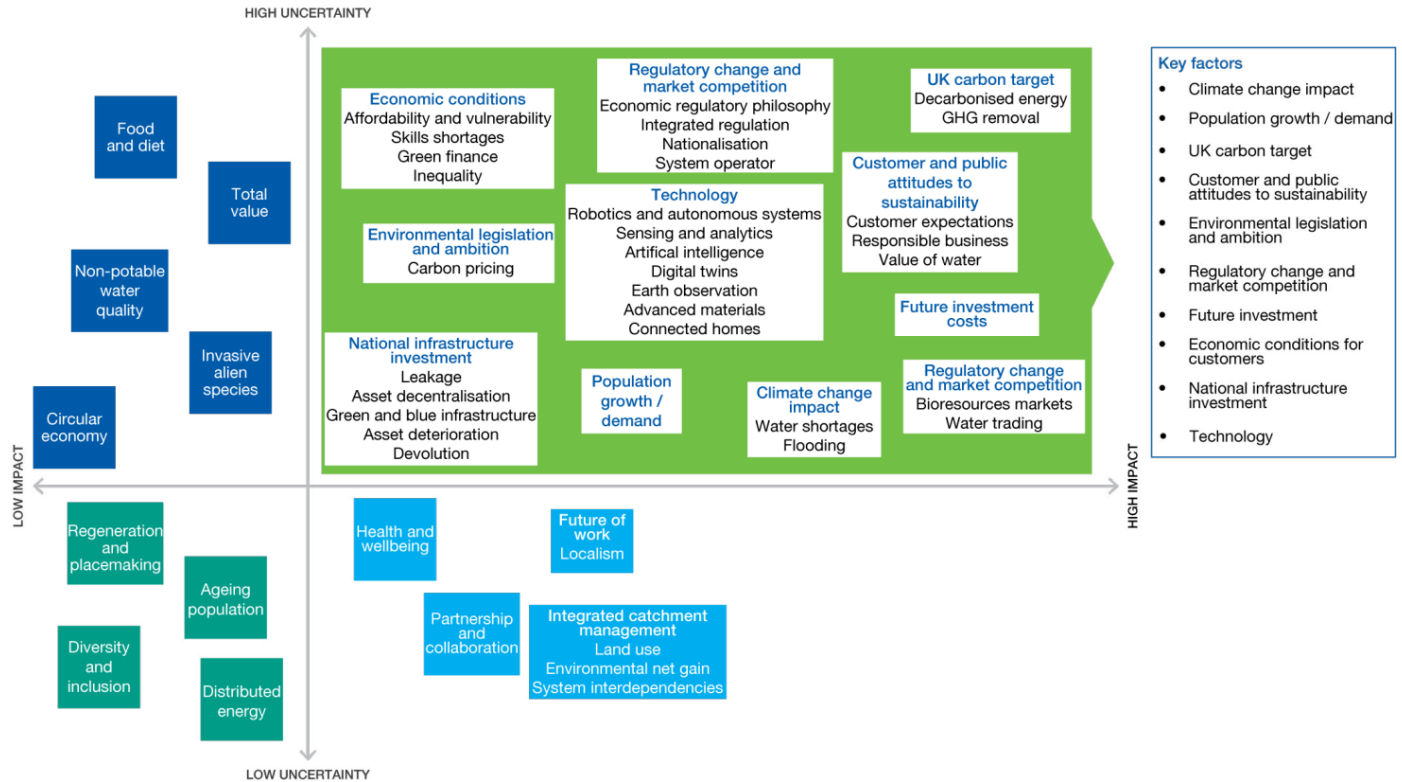 HIGH UNCERTAINTY
Food
and diet
Total
value
Non-potable
water
quality
Invasive
alien
species
Circular
economy
Economic conditions
Affordability and vulnerability
Skills shortages
Green finance
Inequality
Regulatory change and
market competition
Economic regulatory philosophy
Integrated regulation
Nationalisation
System operator
UK carbon target
Decarbonised energy
GHG removal
Environmental legislation
and ambition
Carbon pricing
Technology
Robotics and autonomous systems
Sensing and analytics
Artifical intelligence
Digital twins
Earth observation
Advanced materials
Connected homes
Customer and public
attitudes to
sustainability
Customer expectations
Responsible business
Value of water
Future investment
costs
National infrastructure
investment
Leakage
Asset decentralisation
Green and blue infrastructure
Asset deterioration
Devolution
Population
growth /
demand
Climate change
impact
Water shortages
Flooding
Regulatory change
and market competition
Bioresources markets
Water trading
Key factors
• Climate change impact
• Population growth / demand
• UK carbon target
• Customer and public
attitudes to sustainability
• Environmental legislation
and ambition
• Regulatory change and
market competition
• Future investment
• Economic conditions for
customers
• National infrastructure
investment
• Technology
LOW IMPACT
HIGH IMPACT
Regeneration
and
placemaking
Ageing
population
Diversity
and
inclusion
Distributed
energy
Health and
wellbeing
Future of
work
Localism
Partnership
and
collaboration
Integrated catchment
management
Land use
Environmental net gain
System interdependencies
LOW UNCERTAINTY